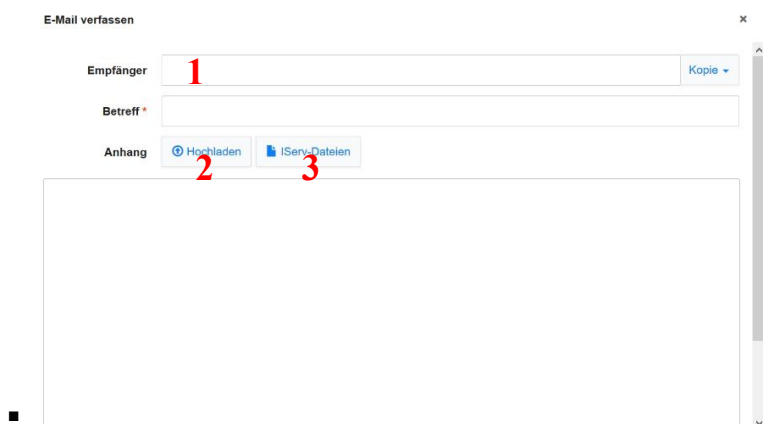 E-Mail verfassen ×
Empfänger 1 Kopie
Betreff *
Anhang Hochladen IServ-Dateien
2 3